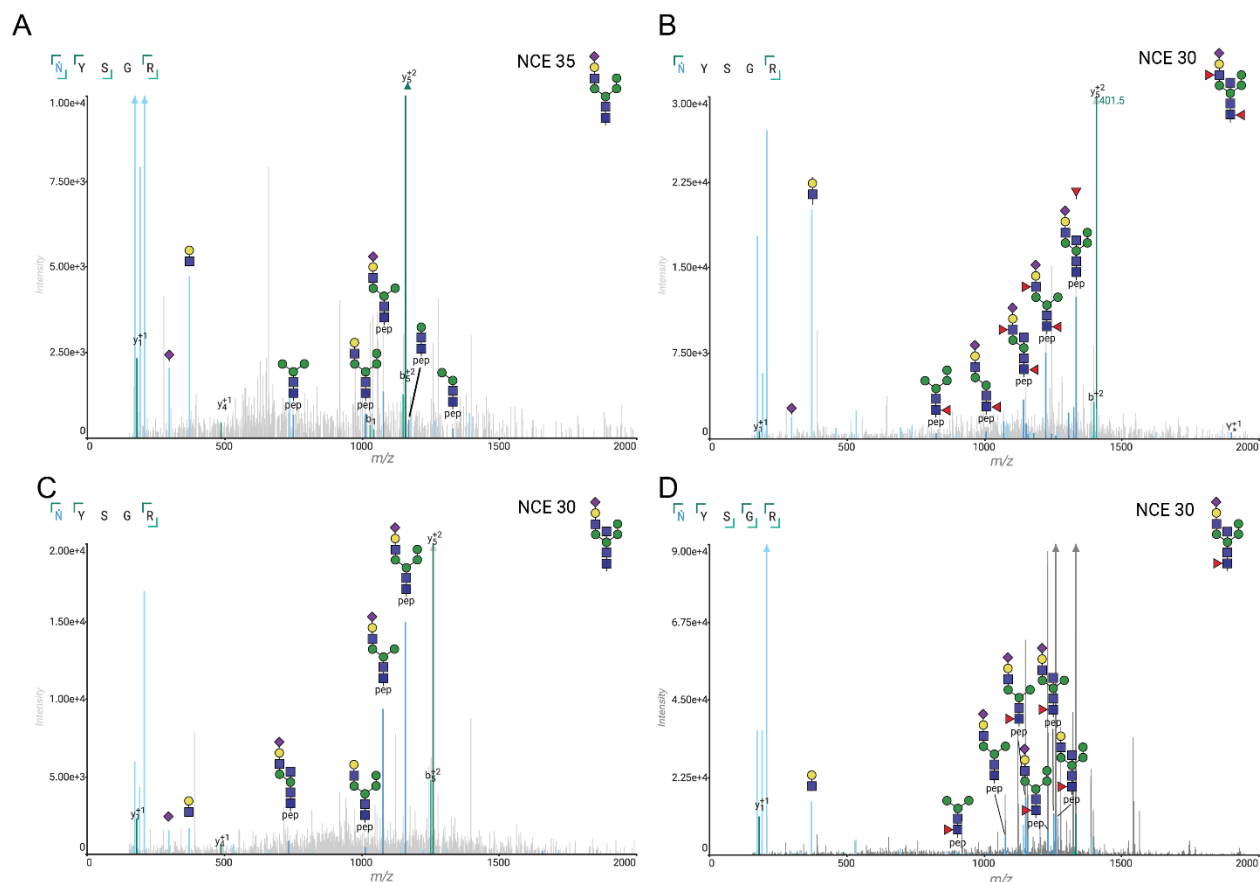 A
N Y S G R
NCE 35
y5+2
1.00e+4
7.50e+3
5.00e+3
2.50e+3
0
Intensity
y1+1
y4+1
pep
pep
pep
b5+2
pep
pep
b1
0
500
1000
1500
2000
m/z
B
N Y S G R
NCE 30
y5+2
1401.5
3.00e+4
2.25e+4
1.50e+4
7.50e+3
0
Intensity
pep
pep
pep
pep
pep
y1+1
b+2
Y*+1
0
500
1000
1500
2000
m/z
C
N Y S G R
NCE 30
y5+2
2.00e+4
1.50e+4
1.00e+4
5.00e+3
0
Intensity
pep
pep
pep
pep
b5+2
y1+1
y4+1
0
500
1000
1500
2000
m/z
D
N Y S G R
NCE 30
9.00e+4
6.75e+4
4.50e+4
2.25e+4
0
Intensity
pep
pep
pep
pep
pep
pep
y1+1
0
500
1000
1500
2000
m/z